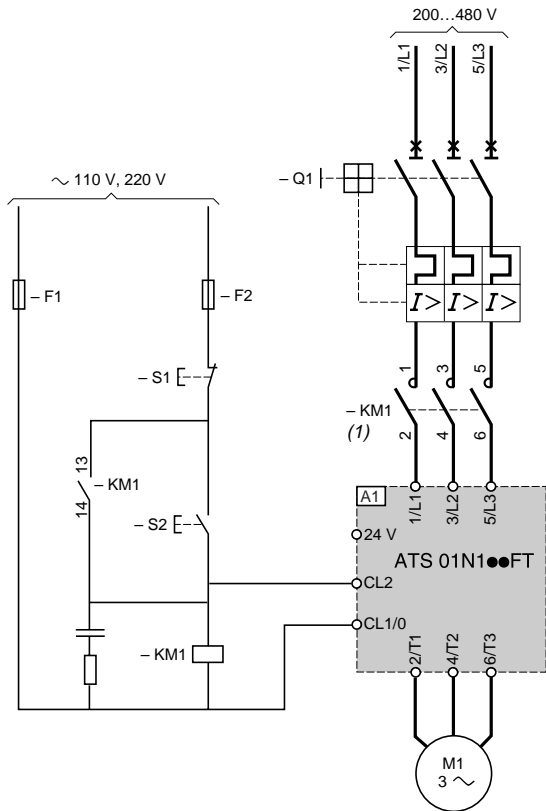 200...480 V
1/L1
3/L2
5/L3
– Q1
∼ 110 V, 220 V
– F1
– F2
I >
I >
I >
– S1
1
3
5
– KM1
(1)
2
4
6
13
– KM1
14
A1
1/L1
3/L2
5/L3
– S2
24 V
ATS 01N1●●FT
CL2
CL1/0
– KM1
2/T1
4/T2
6/T3
M1
3 ∼